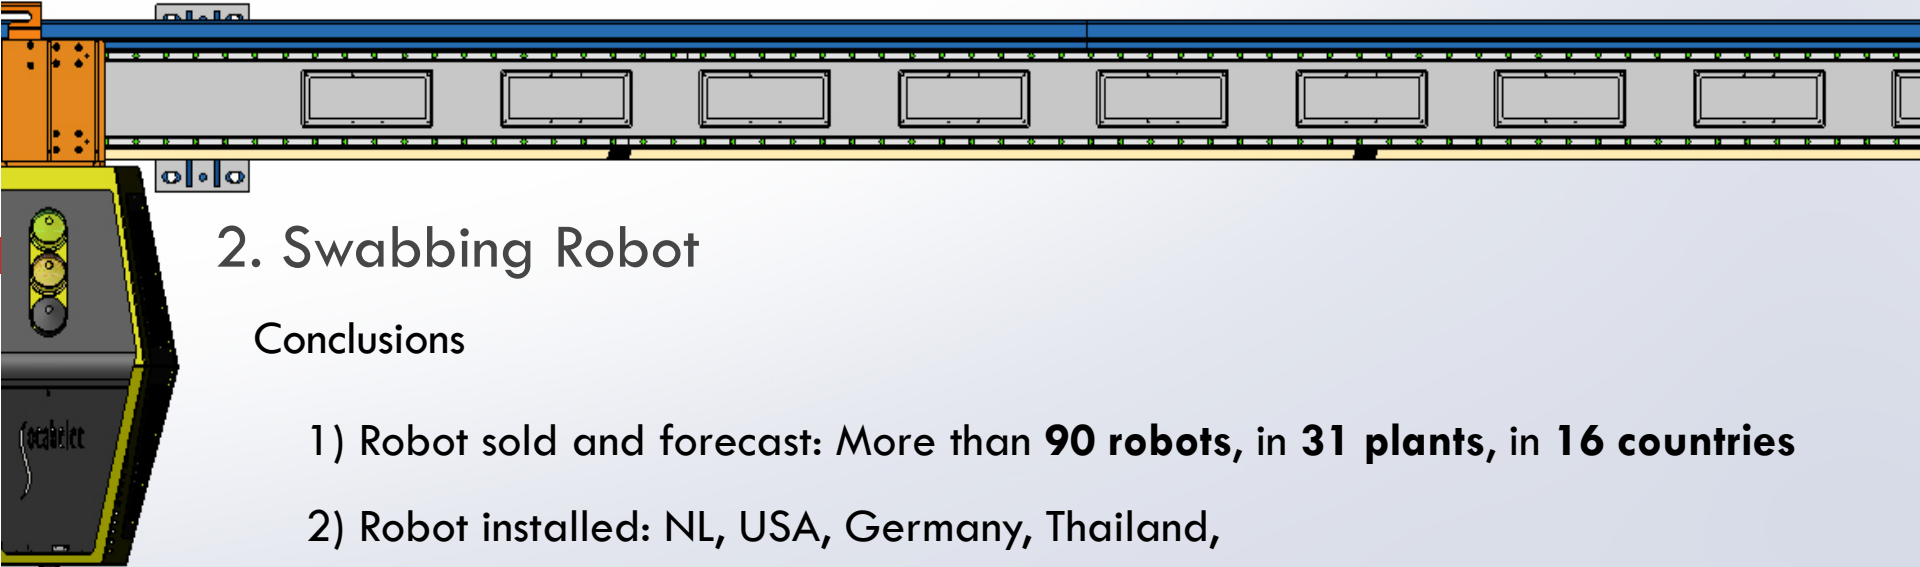 2. Swabbing Robot
Conclusions
1) Robot sold and forecast: More than 90 robots, in 31 plants, in 16 countries
2) Robot installed: NL, USA, Germany, Thailand,